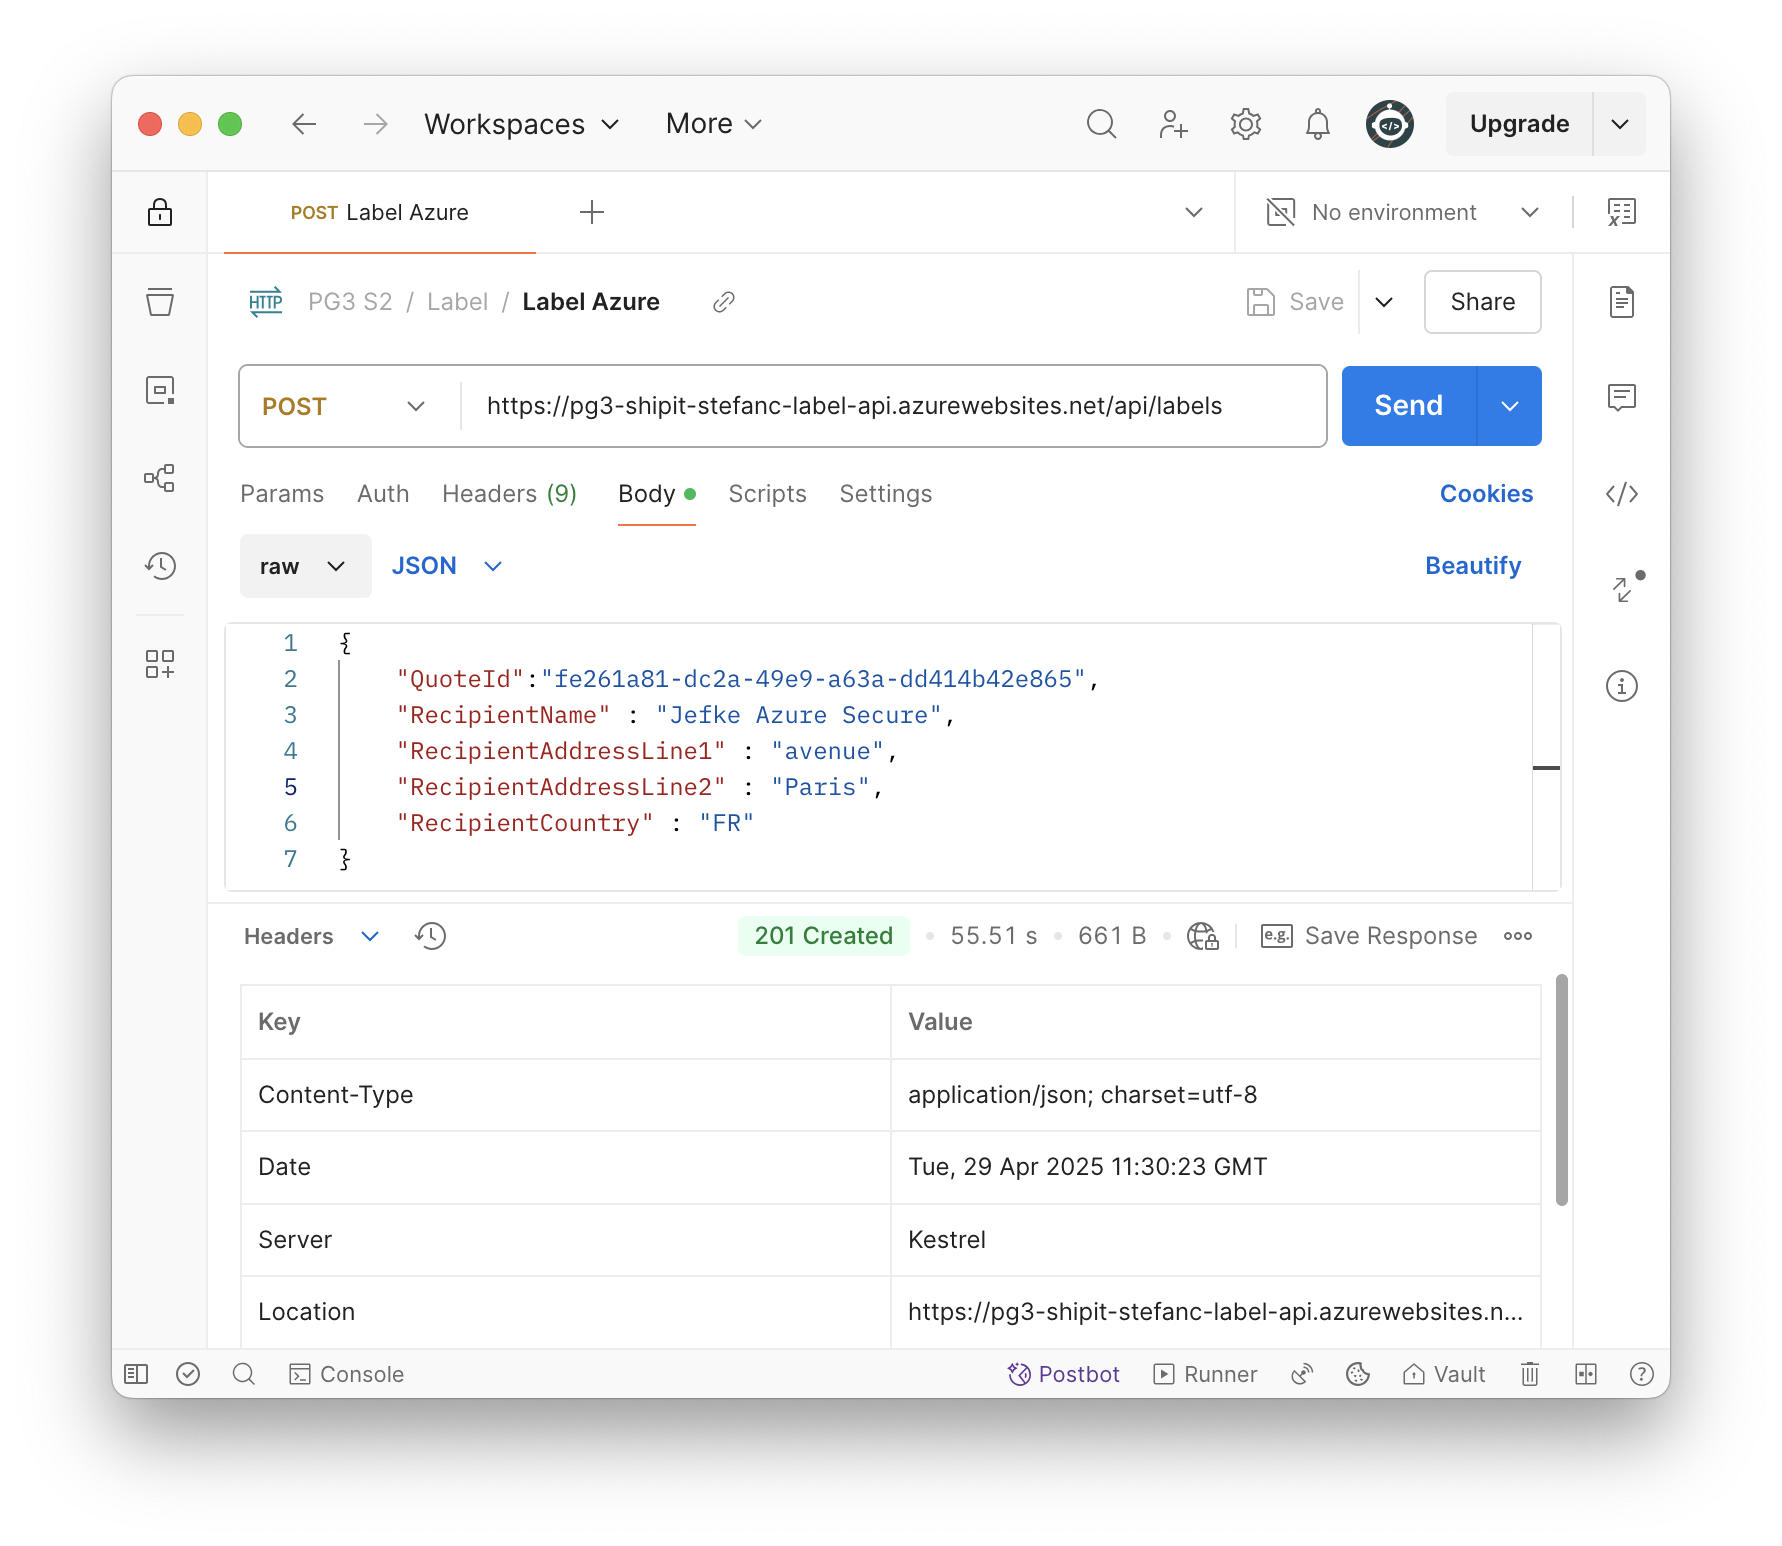 Workspaces More Upgrade
POST Label Azure No environment
HTTP PG3 S2 / Label / Label Azure Save Share
POST https://pg3-shipit-stefanc-label-api.azurewebsites.net/api/labels Send
Params Auth Headers (9) Body Scripts Settings Cookies
raw JSON Beautify
1 {
2 "QuoteId":"fe261a81-dc2a-49e9-a63a-dd414b42e865",
3 "RecipientName" : "Jefke Azure Secure",
4 "RecipientAddressLine1" : "avenue",
5 "RecipientAddressLine2" : "Paris",
6 "RecipientCountry" : "FR"
7 }
Headers 201 Created • 55.51 s • 661 B • e.g. Save Response
Key Value
Content-Type application/json; charset=utf-8
Date Tue, 29 Apr 2025 11:30:23 GMT
Server Kestrel
Location https://pg3-shipit-stefanc-label-api.azurewebsites.n...
Console Postbot Runner Vault